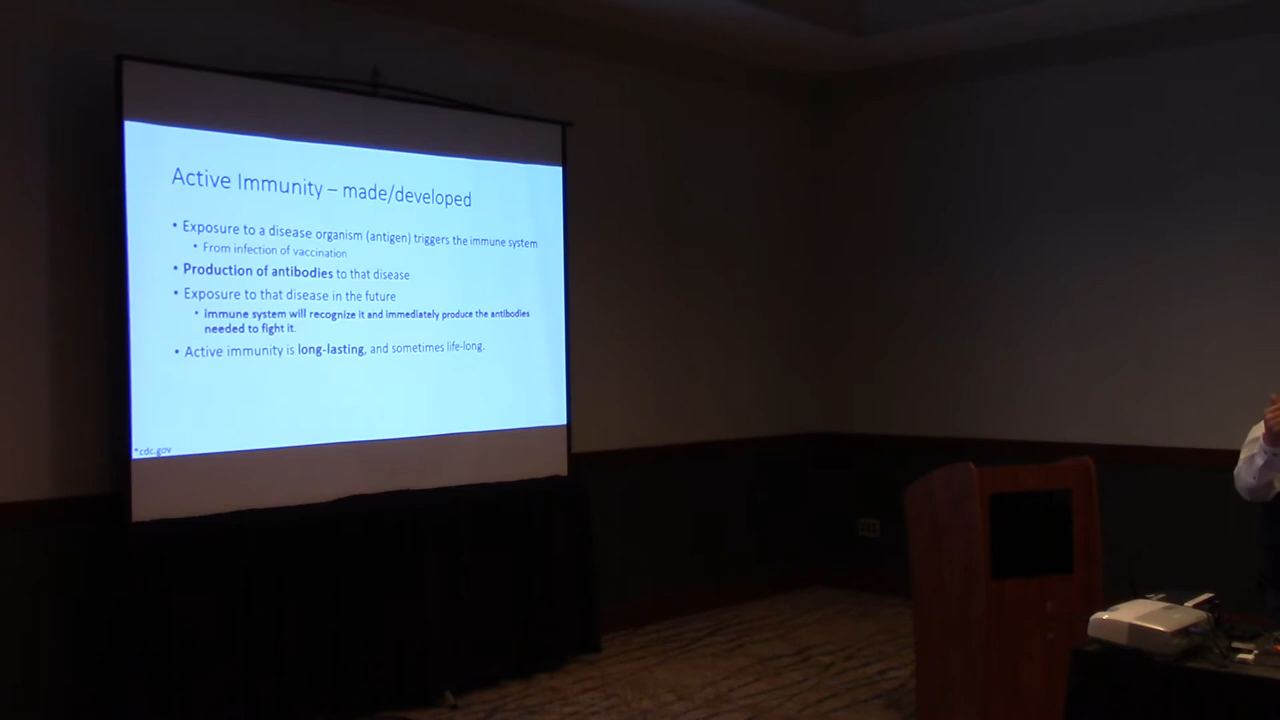 Active Immunity – made/developed
• Exposure to a disease organism (antigen) triggers the immune system
• From infection of vaccination
• Production of antibodies to that disease
• Exposure to that disease in the future
• immune system will recognize it and immediately produce the antibodies
needed to fight it.
• Active immunity is long-lasting, and sometimes life-long.
*cdc.gov